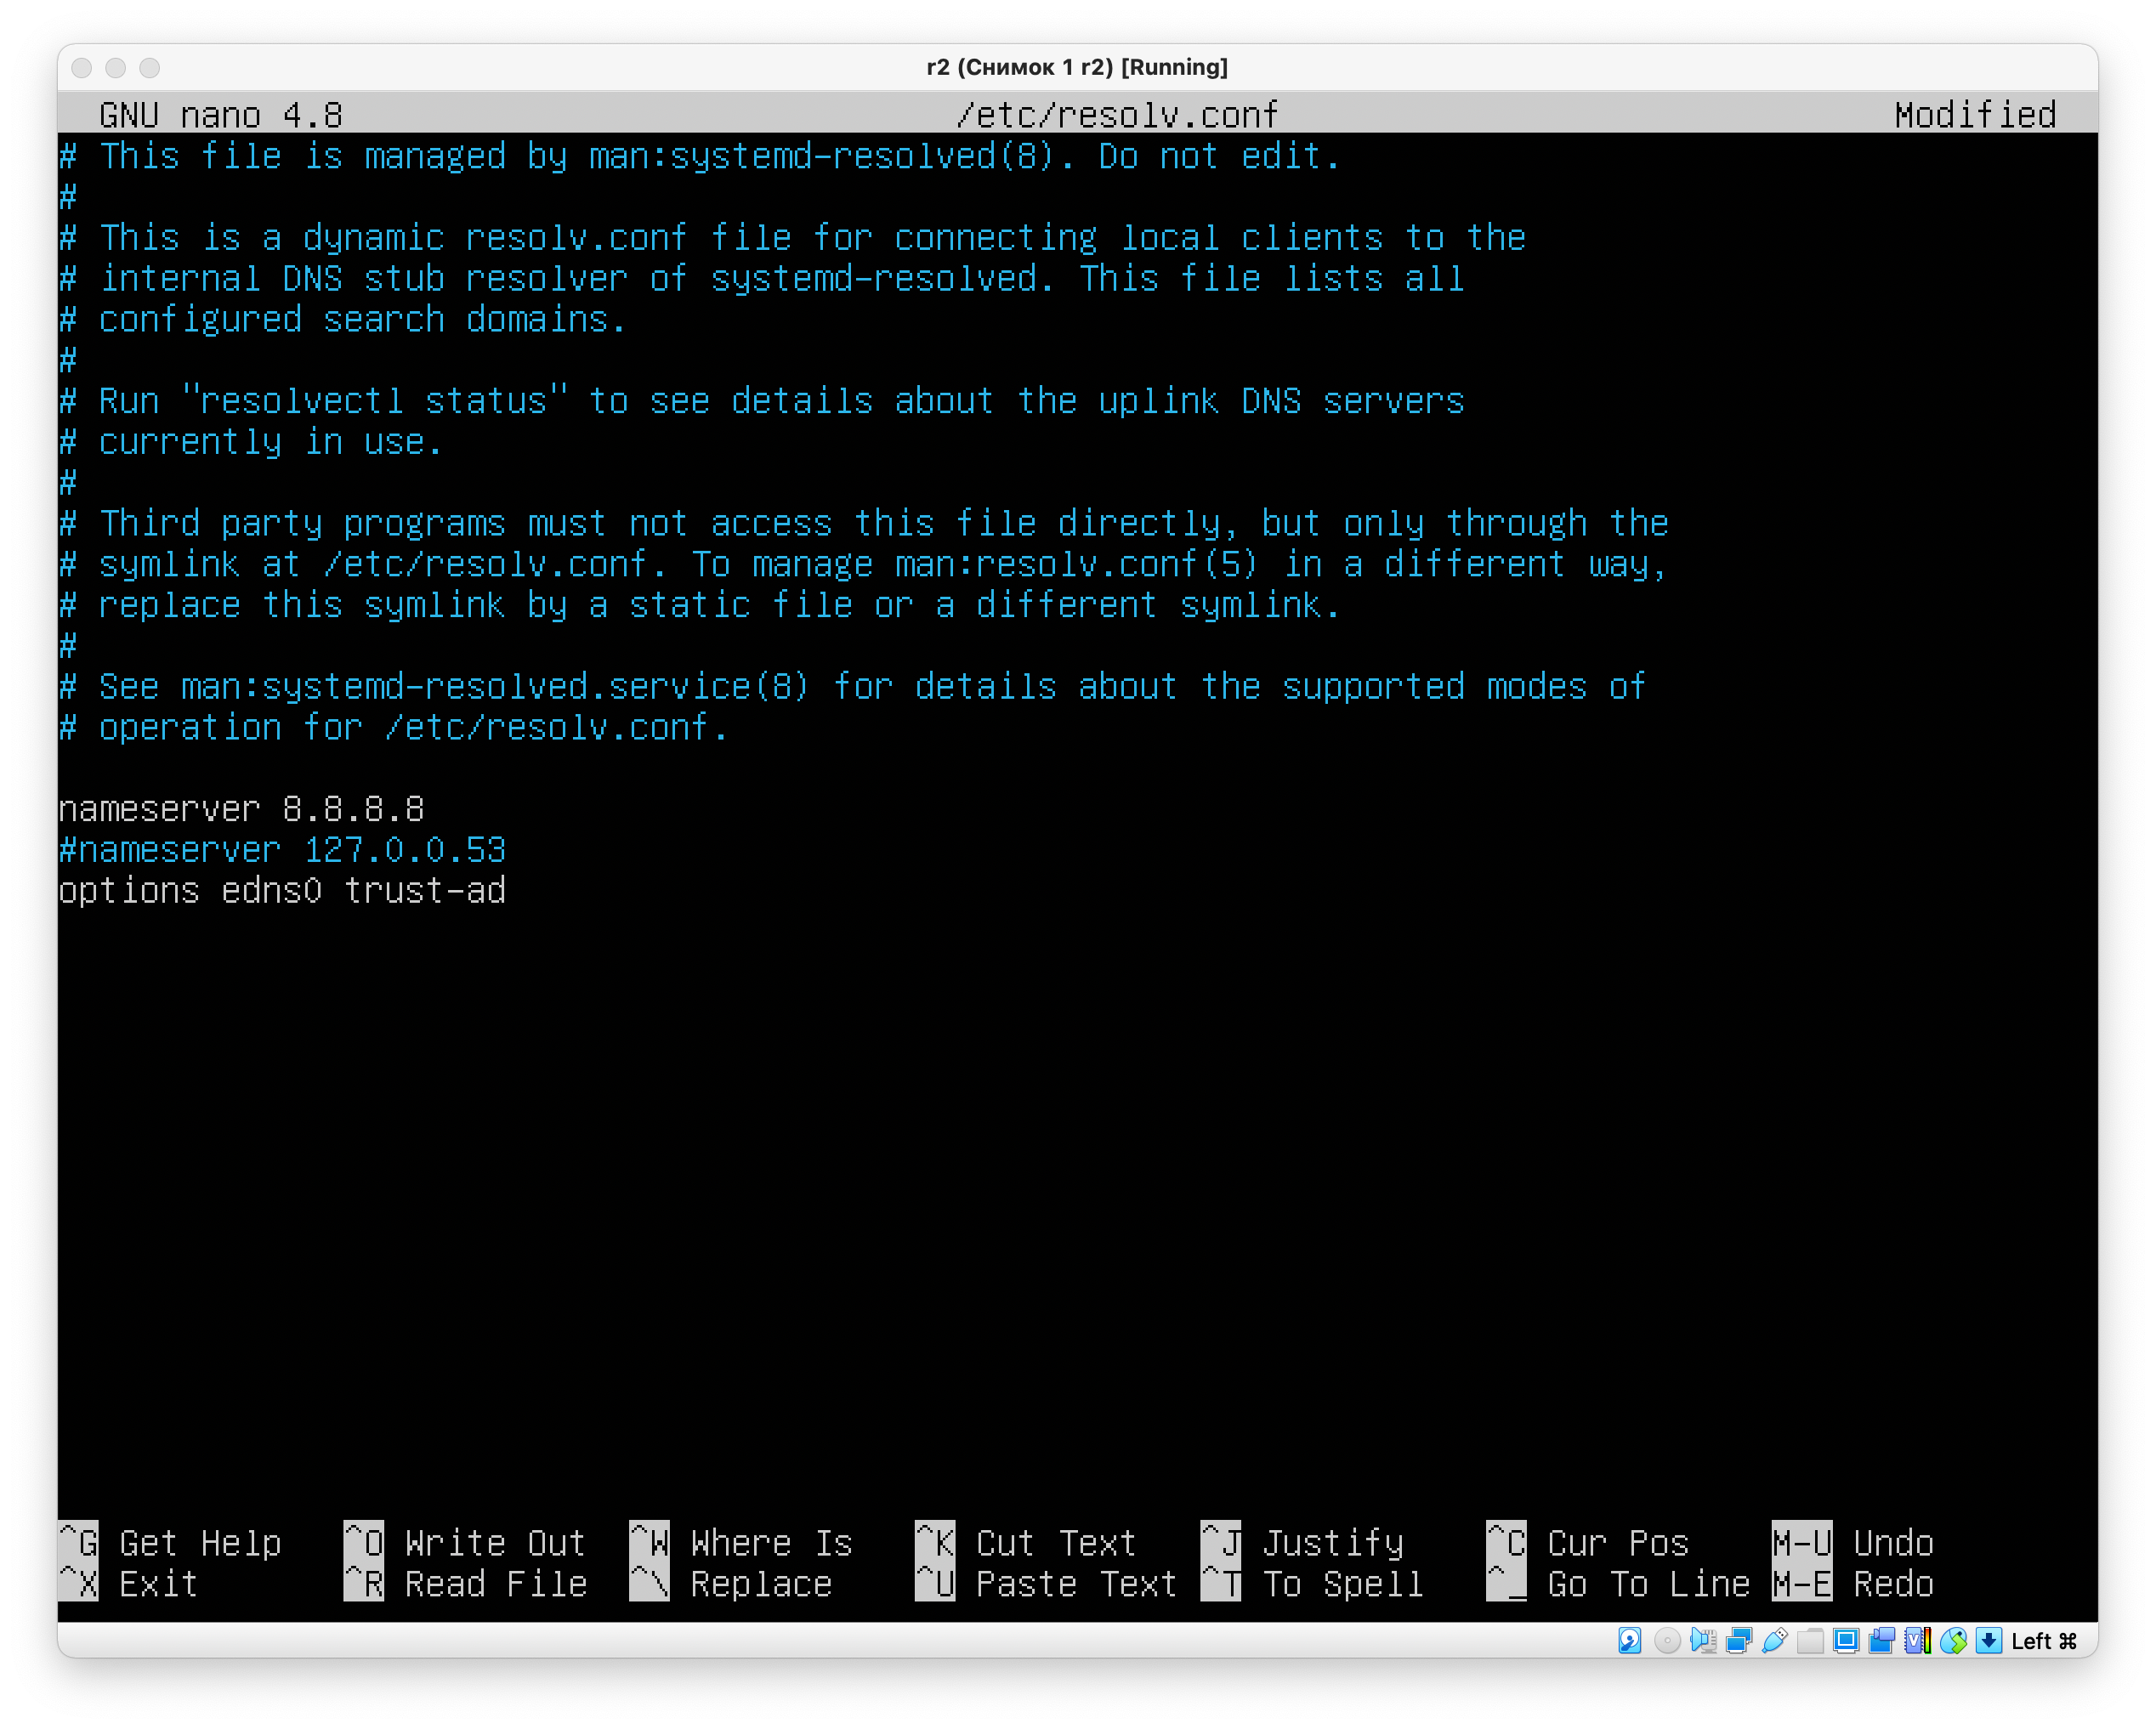 r2 (Снимок 1 r2) [Running]
GNU nano 4.8 /etc/resolv.conf Modified
# This file is managed by man:systemd-resolved(8). Do not edit.
#
# This is a dynamic resolv.conf file for connecting local clients to the
# internal DNS stub resolver of systemd-resolved. This file lists all
# configured search domains.
#
# Run "resolvectl status" to see details about the uplink DNS servers
# currently in use.
#
# Third party programs must not access this file directly, but only through the
# symlink at /etc/resolv.conf. To manage man:resolv.conf(5) in a different way,
# replace this symlink by a static file or a different symlink.
#
# See man:systemd-resolved.service(8) for details about the supported modes of
# operation for /etc/resolv.conf.
nameserver 8.8.8.8
#nameserver 127.0.0.53
options edns0 trust-ad
^G Get Help ^O Write Out ^W Where Is ^K Cut Text ^J Justify ^C Cur Pos M-U Undo
^X Exit ^R Read File ^\ Replace ^U Paste Text ^T To Spell ^_ Go To Line M-E Redo
Left ⌘